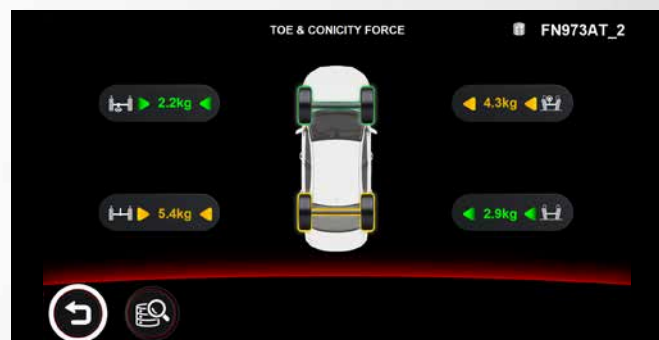 TOE & CONICITY FORCE
FN973AT_2
2.2kg
4.3kg
5.4kg
2.9kg